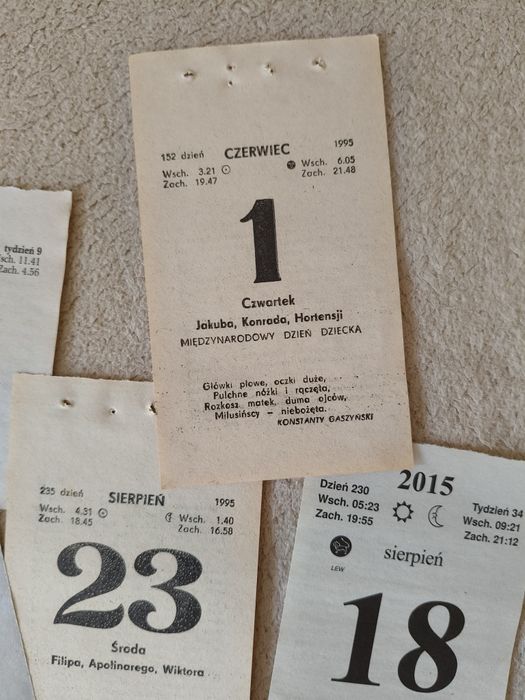 152 dzień CZERWIEC 1995
Wsch. 3.21 Wsch. 6.05
Zach. 19.47 Zach. 21.48
1
Czwartek
Jakuba, Konrada, Hortensji
MIĘDZYNARODOWY DZIEŃ DZIECKA
Główki płowe, oczki duże,
Pulchne nóżki i rączęta,
Rozkosz matek, duma ojców,
Milusińscy — niebożęta.
KONSTANTY GASZYŃSKI
tydzień 9
sch. 11.41
Zach. 4.56
235 dzień SIERPIEŃ 1995
Wsch. 4.31 Wsch. 1.40
Zach. 18.45 Zach. 16.58
23
Środa
Filipa, Apolinarego, Wiktora
Dzień 230 2015 Tydzień 34
Wsch. 05:23 Wsch. 09:21
Zach. 19:55 Zach. 21:12
LEW sierpień
18